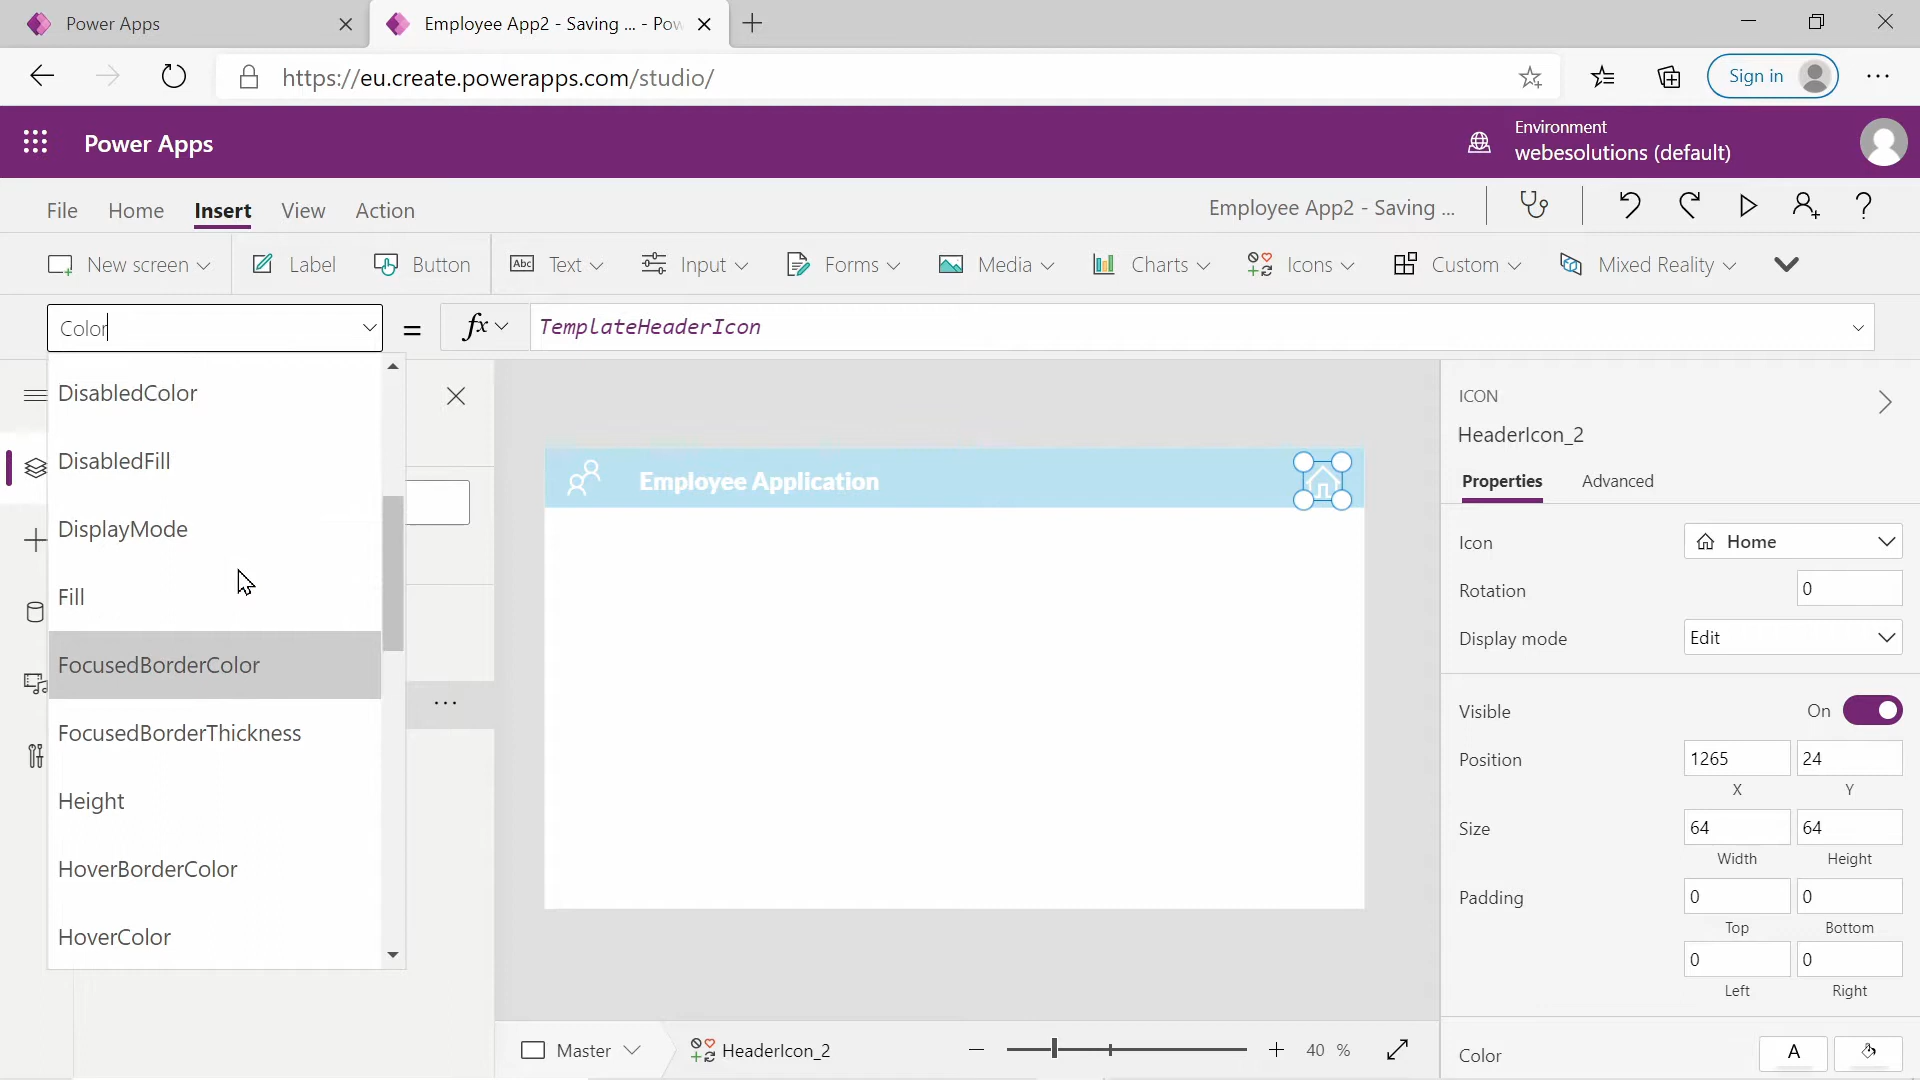 Power Apps
Employee App2 - Saving ... - Pow
https://eu.create.powerapps.com/studio/
Sign in
Power Apps
Environment
webesolutions (default)
File Home Insert View Action
Employee App2 - Saving ...
New screen Label Button Text Input Forms Media Charts Icons Custom Mixed Reality
Color = fx TemplateHeaderIcon
DisabledColor
DisabledFill
DisplayMode
Fill
FocusedBorderColor
FocusedBorderThickness
Height
HoverBorderColor
HoverColor
Employee Application
ICON
HeaderIcon_2
Properties Advanced
Icon Home
Rotation 0
Display mode Edit
Visible On
Position 1265 24
X Y
Size 64 64
Width Height
Padding 0 0
Top Bottom
0 0
Left Right
Color A
Master HeaderIcon_2 40 %